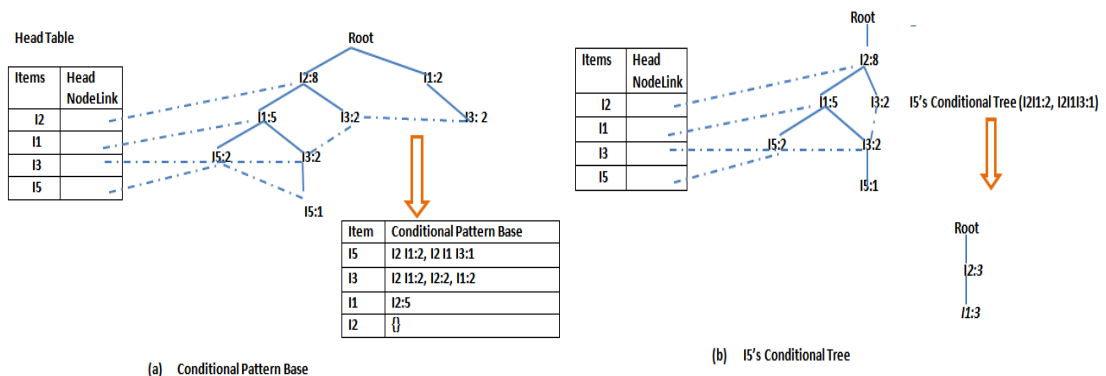 Head Table
Items Head NodeLink
I2
I1
I3
I5
Root
I2:8
I1:2
I1:5
I3:2
I3: 2
I5:2
I3:2
I5:1
Item Conditional Pattern Base
I5 I2 I1:2, I2 I1 I3:1
I3 I2 I1:2, I2:2, I1:2
I1 I2:5
I2 {}
(a) Conditional Pattern Base
Items Head NodeLink
I2
I1
I3
I5
Root
I2:8
I1:5
I3:2
I5:2
I3:2
I5:1
I5's Conditional Tree (I2I1:2, I2I1I3:1)
Root
I2:3
I1:3
(b) I5's Conditional Tree